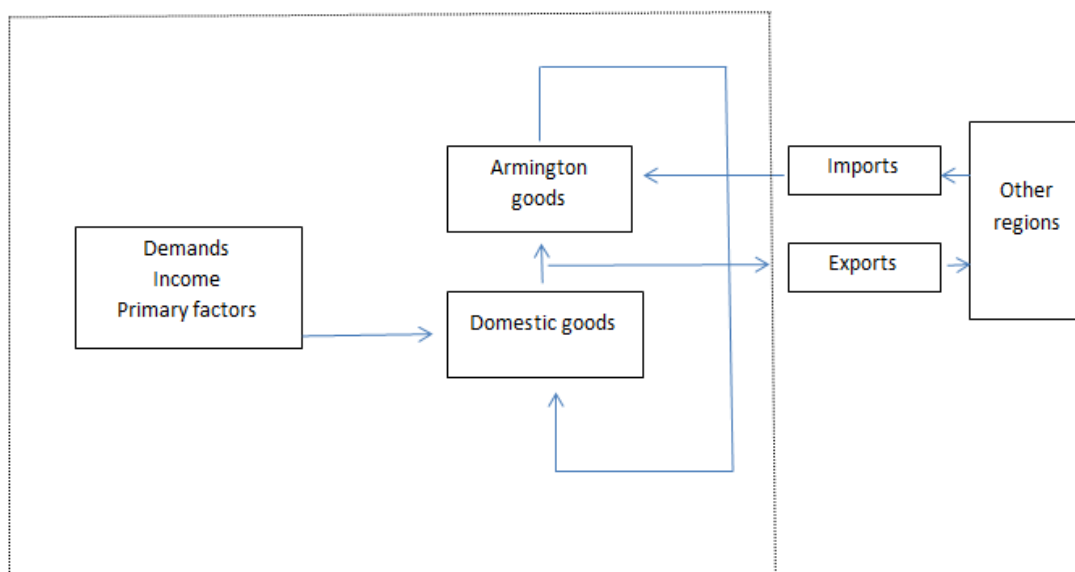 Armington
goods
Imports
Other
regions
Demands
Income
Primary factors
Exports
Domestic goods